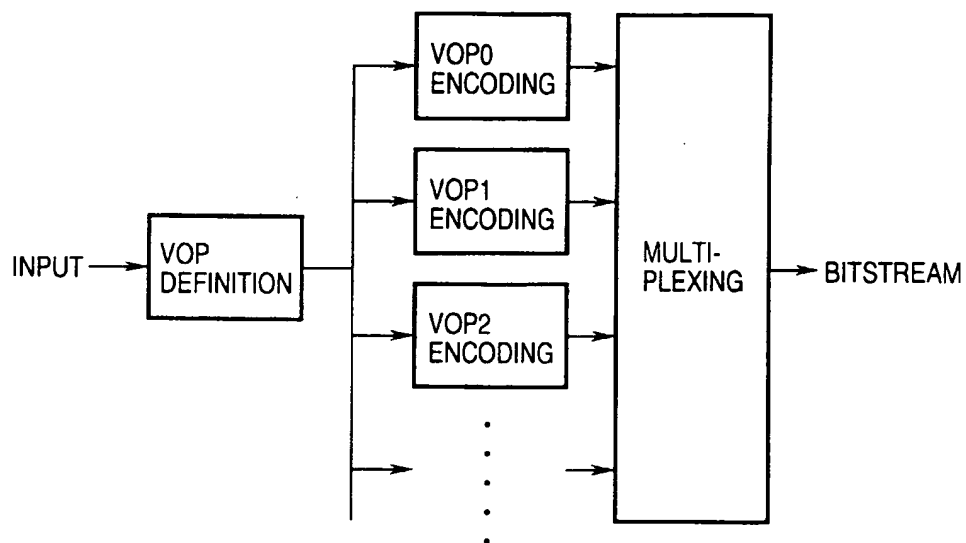 INPUT
VOP
DEFINITION
VOP0
ENCODING
VOP1
ENCODING
VOP2
ENCODING
MULTI-
PLEXING
BITSTREAM